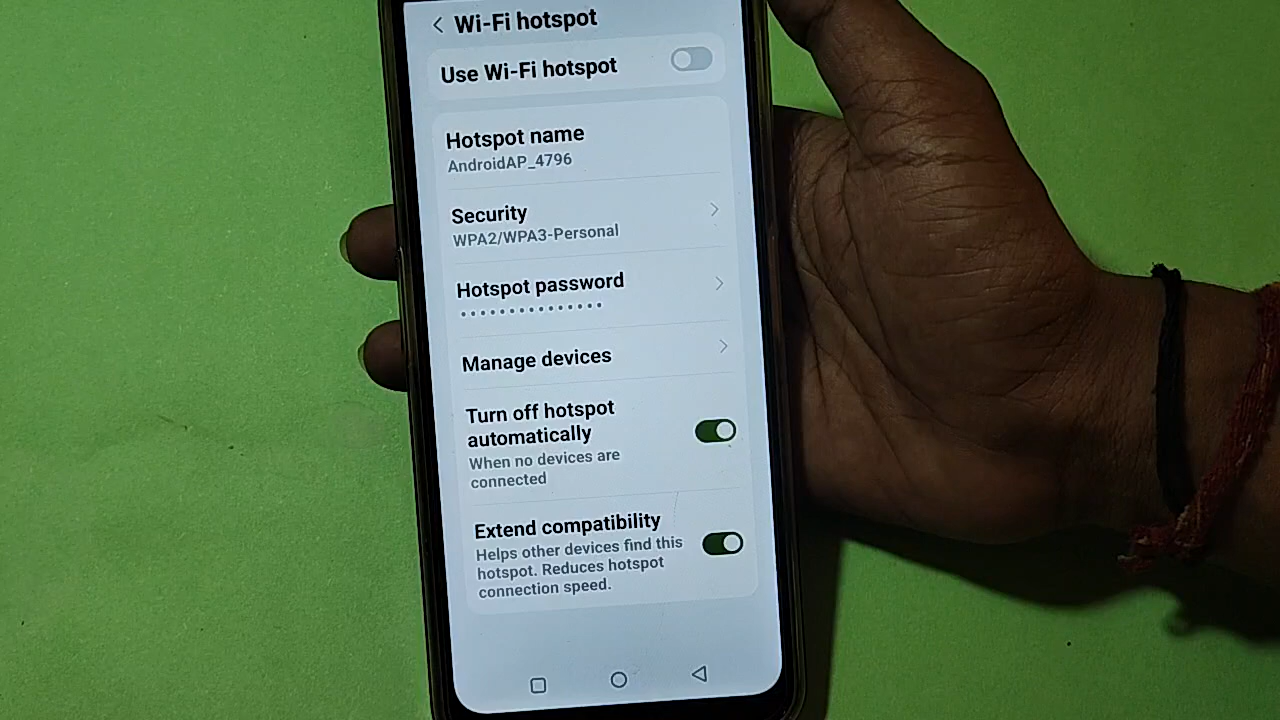 Wi-Fi hotspot
Use Wi-Fi hotspot
Hotspot name
AndroidAP_4796
Security
WPA2/WPA3-Personal
Hotspot password
•••••••••••••••
Manage devices
Turn off hotspot
automatically
When no devices are
connected
Extend compatibility
Helps other devices find this
hotspot. Reduces hotspot
connection speed.